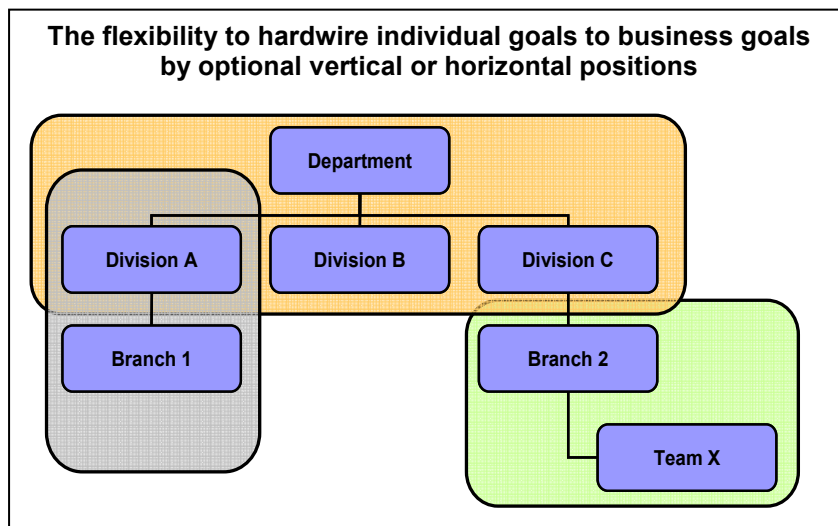 The flexibility to hardwire individual goals to business goals
by optional vertical or horizontal positions
Department
Division A
Division B
Division C
Branch 1
Branch 2
Team X